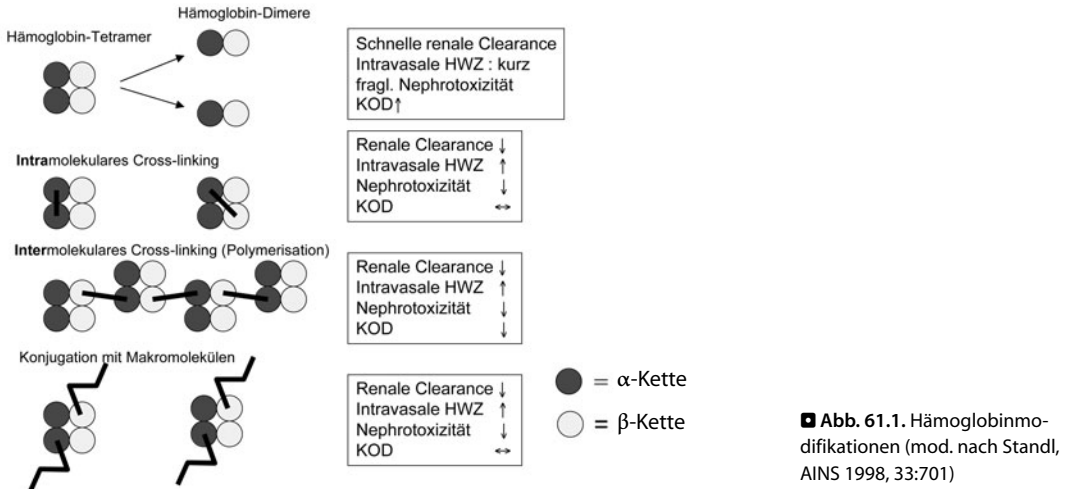 Hämoglobin-Dimere
Hämoglobin-Tetramer
Schnelle renale Clearance
Intravasale HWZ : kurz
fragl. Nephrotoxizität
KOD↑
Intramolekulares Cross-linking
Renale Clearance ↓
Intravasale HWZ ↑
Nephrotoxizität ↓
KOD ↔
Intermolekulares Cross-linking (Polymerisation)
Renale Clearance ↓
Intravasale HWZ ↑
Nephrotoxizität ↓
KOD ↓
Konjugation mit Makromolekülen
Renale Clearance ↓
Intravasale HWZ ↑
Nephrotoxizität ↓
KOD ↔
= α-Kette
= β-Kette
Abb. 61.1. Hämoglobinmo-
difikationen (mod. nach Standl,
AINS 1998, 33:701)